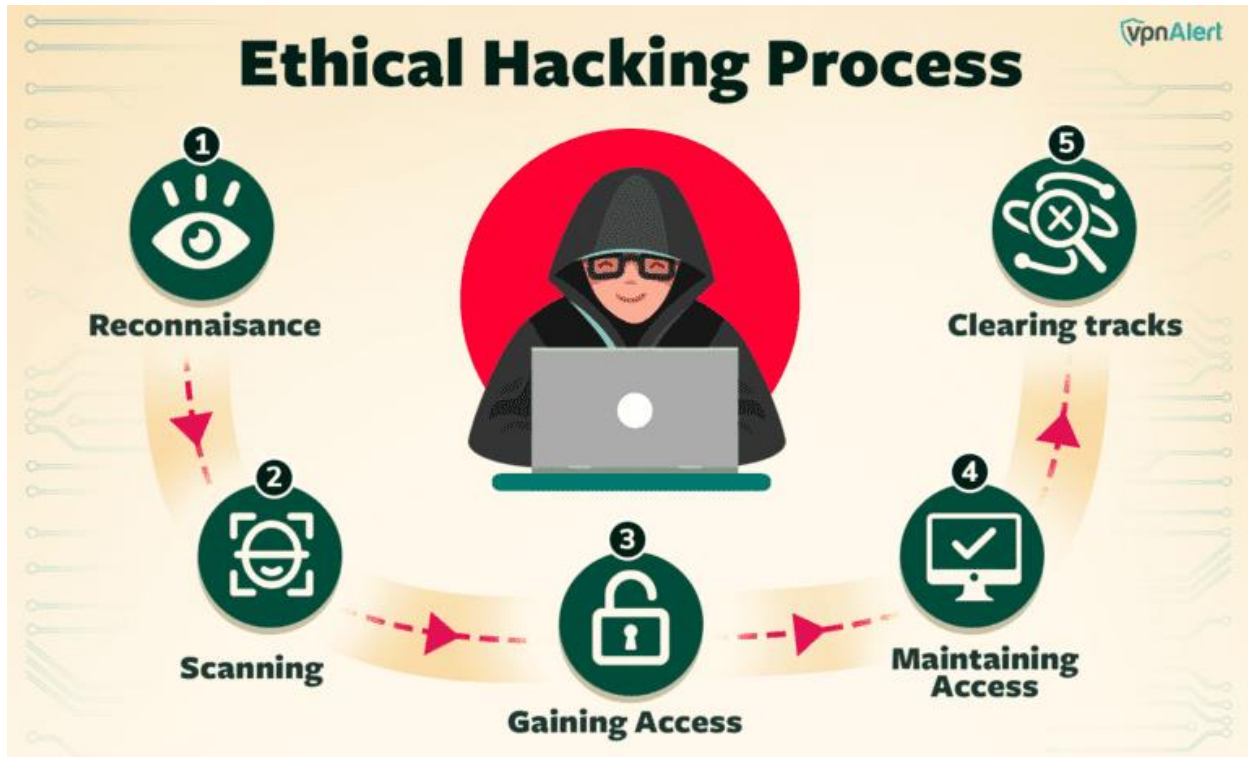 vpnAlert
Ethical Hacking Process
1
Reconnaisance
2
Scanning
3
Gaining Access
4
Maintaining
Access
5
Clearing tracks